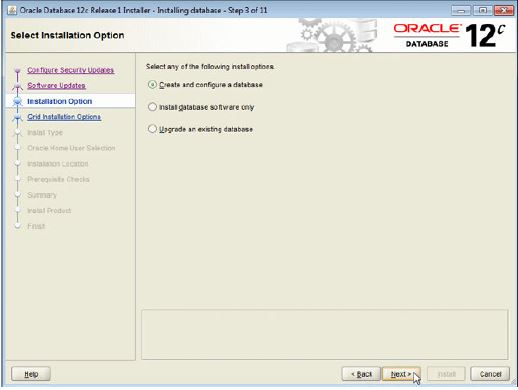 Oracle Database 12c Release 1 Installer - Installing database - Step 3 of 11
Select Installation Option
ORACLE
DATABASE
12c
Configure Security Updates
Software Updates
Installation Option
Grid Installation Options
Install Type
Oracle Home User Selection
Installation Location
Prerequisite Checks
Summary
Install Product
Finish
Select any of the following install options.
Create and configure a database
Install database software only
Upgrade an existing database
Help
< Back
Next >
Install
Cancel